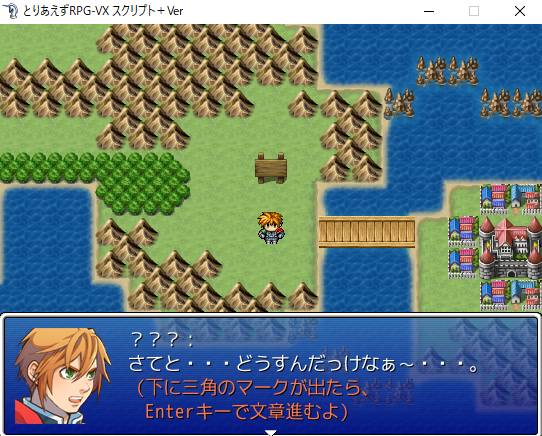 とりあえずRPG-VX スクリプト＋Ver
？？？：
さてと・・・どうすんだっけなぁ～・・・。
（下に三角のマークが出たら、
Enterキーで文章進むよ）